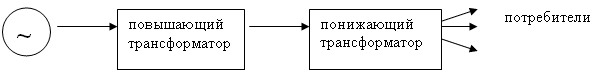 ~
повышающий
трансформатор
понижающий
трансформатор
потребители